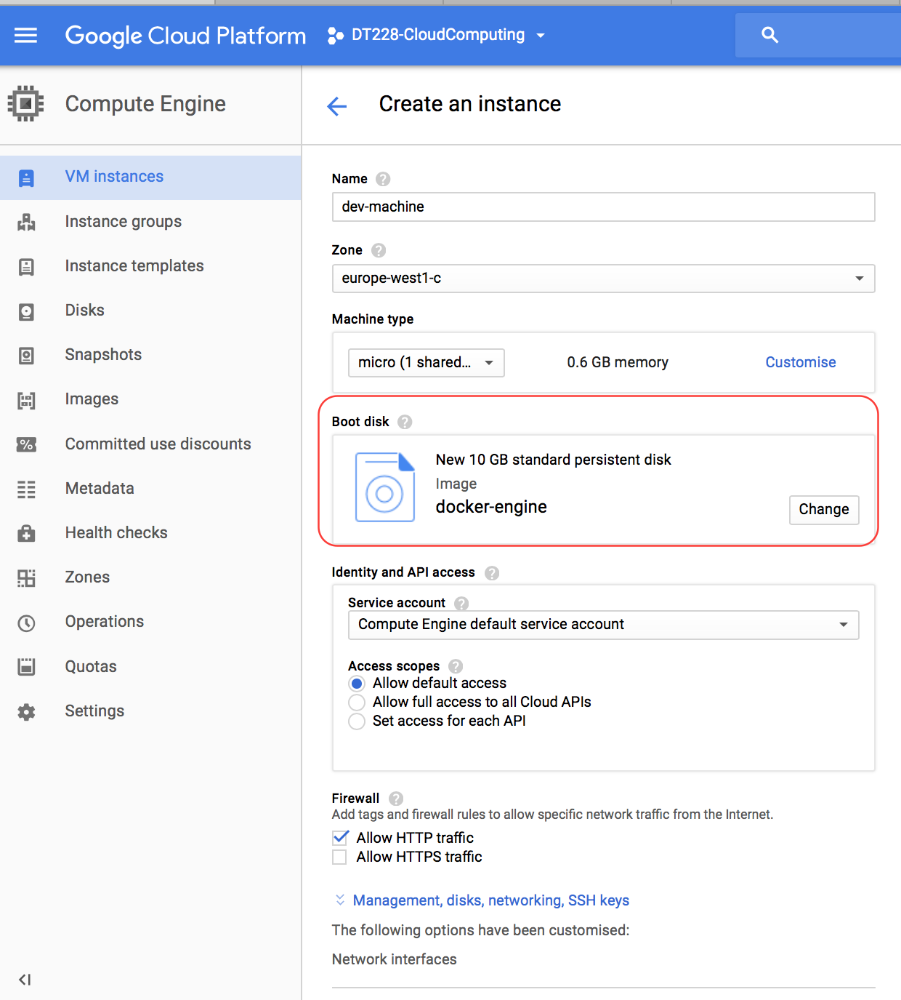 Google Cloud Platform
DT228-CloudComputing
Compute Engine
Create an instance
VM instances
Instance groups
Instance templates
Disks
Snapshots
Images
% Committed use discounts
Metadata
Health checks
Zones
Operations
Quotas
Settings
Name ?
dev-machine
Zone ?
europe-west1-c
Machine type
micro (1 shared... 0.6 GB memory Customise
Boot disk ?
New 10 GB standard persistent disk
Image
docker-engine
Change
Identity and API access ?
Service account ?
Compute Engine default service account
Access scopes ?
Allow default access
Allow full access to all Cloud APIs
Set access for each API
Firewall ?
Add tags and firewall rules to allow specific network traffic from the Internet.
Allow HTTP traffic
Allow HTTPS traffic
Management, disks, networking, SSH keys
The following options have been customised:
Network interfaces